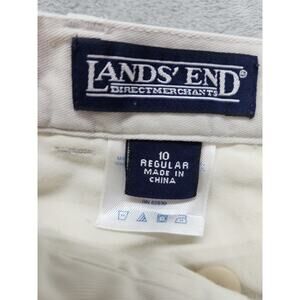 LANDS' END®
DIRECT MERCHANTS
10
REGULAR
MADE IN
CHINA